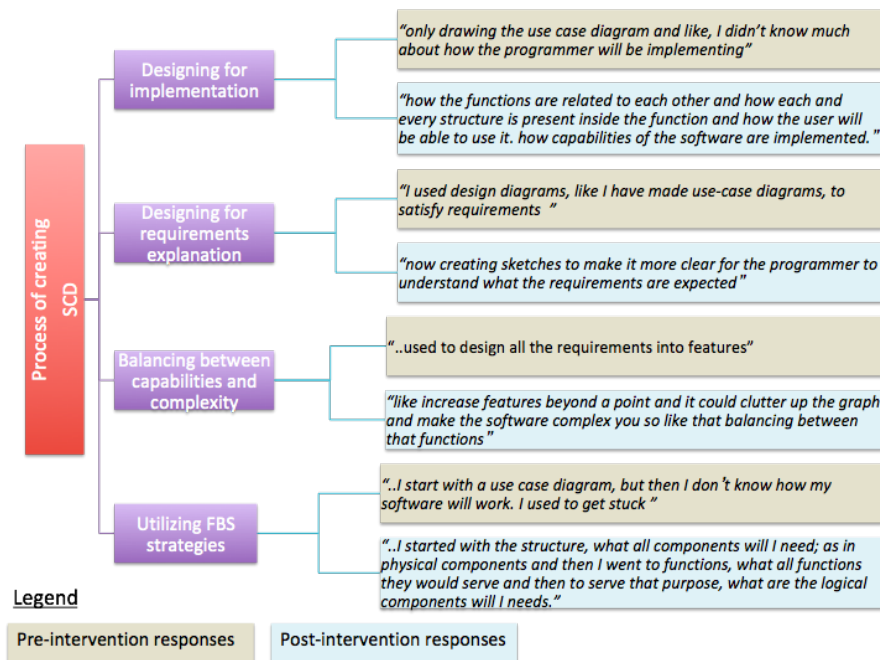 Process of creating
SCD
Designing for
implementation
“only drawing the use case diagram and like, I didn’t know much
about how the programmer will be implementing”
“how the functions are related to each other and how each and
every structure is present inside the function and how the user will
be able to use it. how capabilities of the software are implemented. ”
Designing for
requirements
explanation
“I used design diagrams, like I have made use-case diagrams, to
satisfy requirements ”
“now creating sketches to make it more clear for the programmer to
understand what the requirements are expected”
Balancing between
capabilities and
complexity
“..used to design all the requirements into features”
“like increase features beyond a point and it could clutter up the graph
and make the software complex you so like that balancing between
that functions”
Utilizing FBS
strategies
“..I start with a use case diagram, but then I don’t know how my
software will work. I used to get stuck ”
“..I started with the structure, what all components will I need; as in
physical components and then I went to functions, what all functions
they would serve and then to serve that purpose, what are the logical
components will I needs.”
Legend
Pre-intervention responses
Post-intervention responses